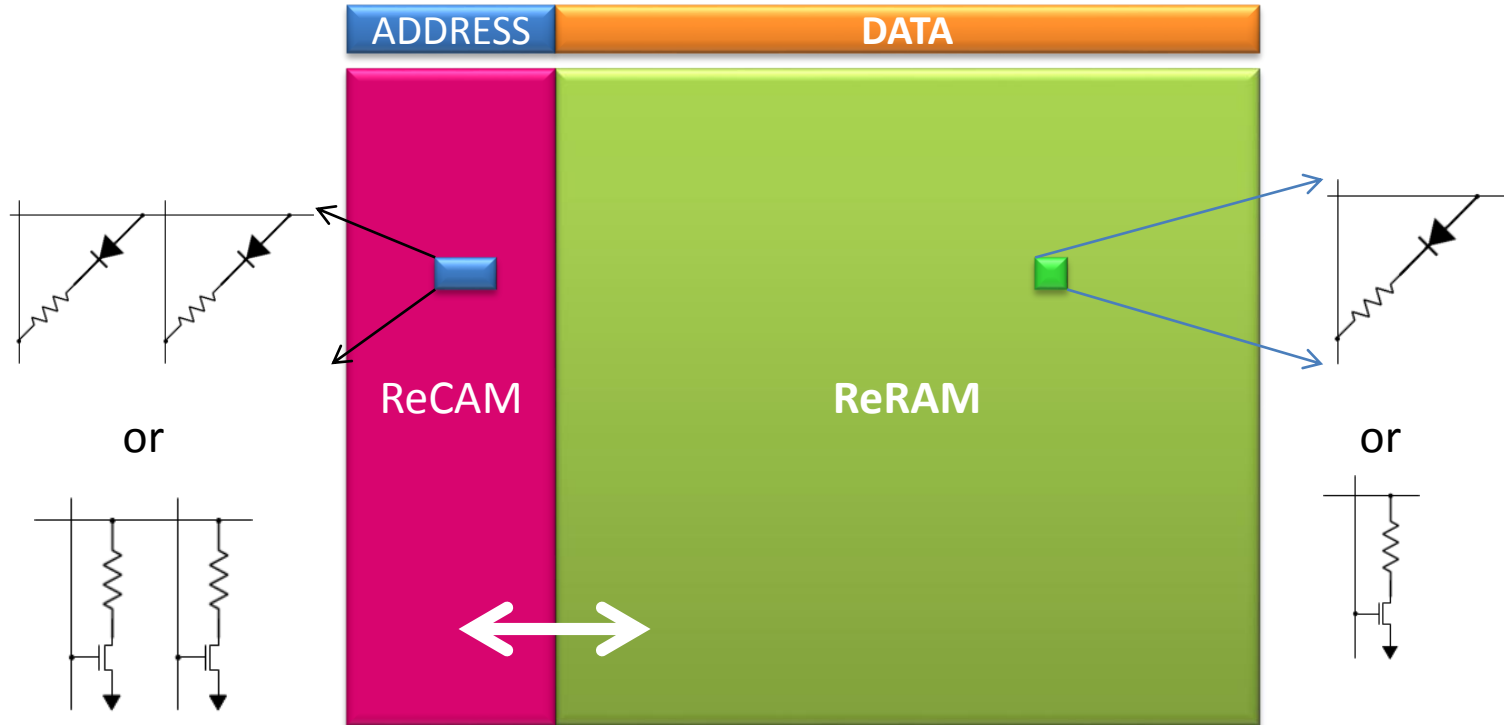 ADDRESS
DATA
ReCAM
ReRAM
or
or